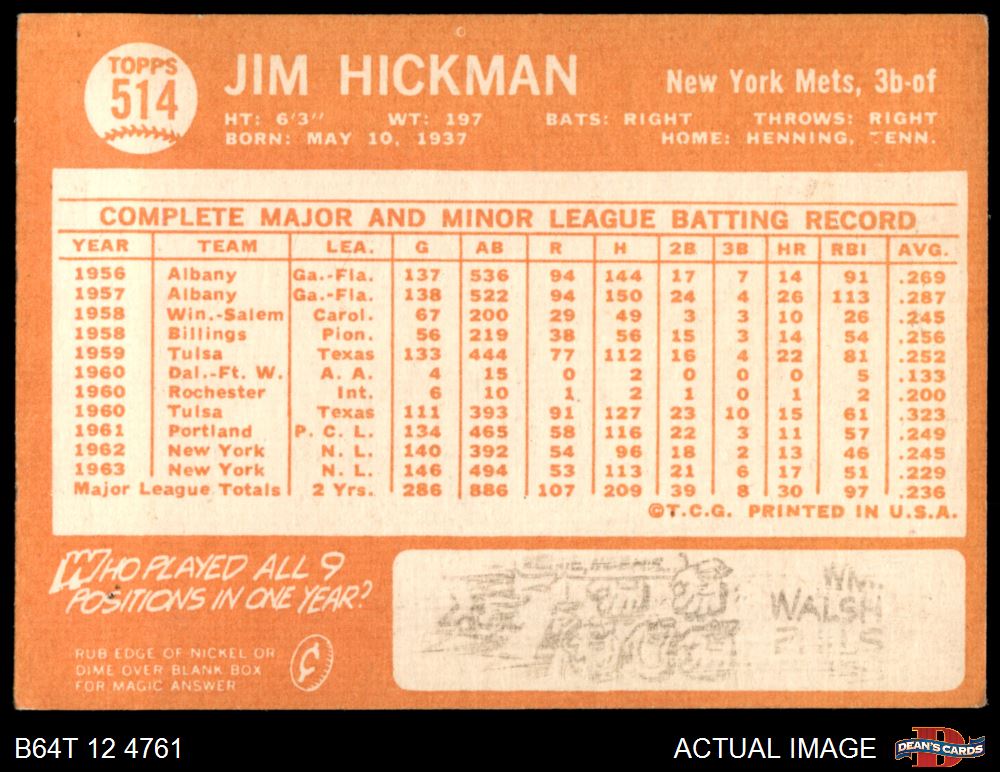 TOPPS
514
JIM HICKMAN
New York Mets, 3b-of
HT: 6'3" WT: 197 BATS: RIGHT THROWS: RIGHT
BORN: MAY 10, 1937 HOME: HENNING, TENN.
COMPLETE MAJOR AND MINOR LEAGUE BATTING RECORD
YEAR TEAM LEA. G AB R H 2B 3B HR RBI AVG.
1956 Albany Ga.-Fla. 137 536 94 144 17 7 14 91 .269
1957 Albany Ga.-Fla. 138 522 94 150 24 4 26 113 .287
1958 Win.-Salem Carol. 67 200 29 49 3 3 10 26 .245
1958 Billings Pion. 56 219 38 56 15 3 14 54 .256
1959 Tulsa Texas 133 444 77 112 16 4 22 81 .252
1960 Dal.-Ft. W. A. A. 4 15 0 2 0 0 0 5 .133
1960 Rochester Int. 6 10 1 2 1 0 1 2 .200
1960 Tulsa Texas 111 393 91 127 23 10 15 61 .323
1961 Portland P. C. L. 134 465 58 116 22 3 11 57 .249
1962 New York N. L. 140 392 54 96 18 2 13 46 .245
1963 New York N. L. 146 494 53 113 21 6 17 51 .229
Major League Totals 2 Yrs. 286 886 107 209 39 8 30 97 .236
©T.C.G. PRINTED IN U.S.A.
WHO PLAYED ALL 9
POSITIONS IN ONE YEAR?
RUB EDGE OF NICKEL OR
DIME OVER BLANK BOX
FOR MAGIC ANSWER
WM.
WALSH
PHILS
B64T 12 4761
ACTUAL IMAGE
D
DEAN'S CARDS